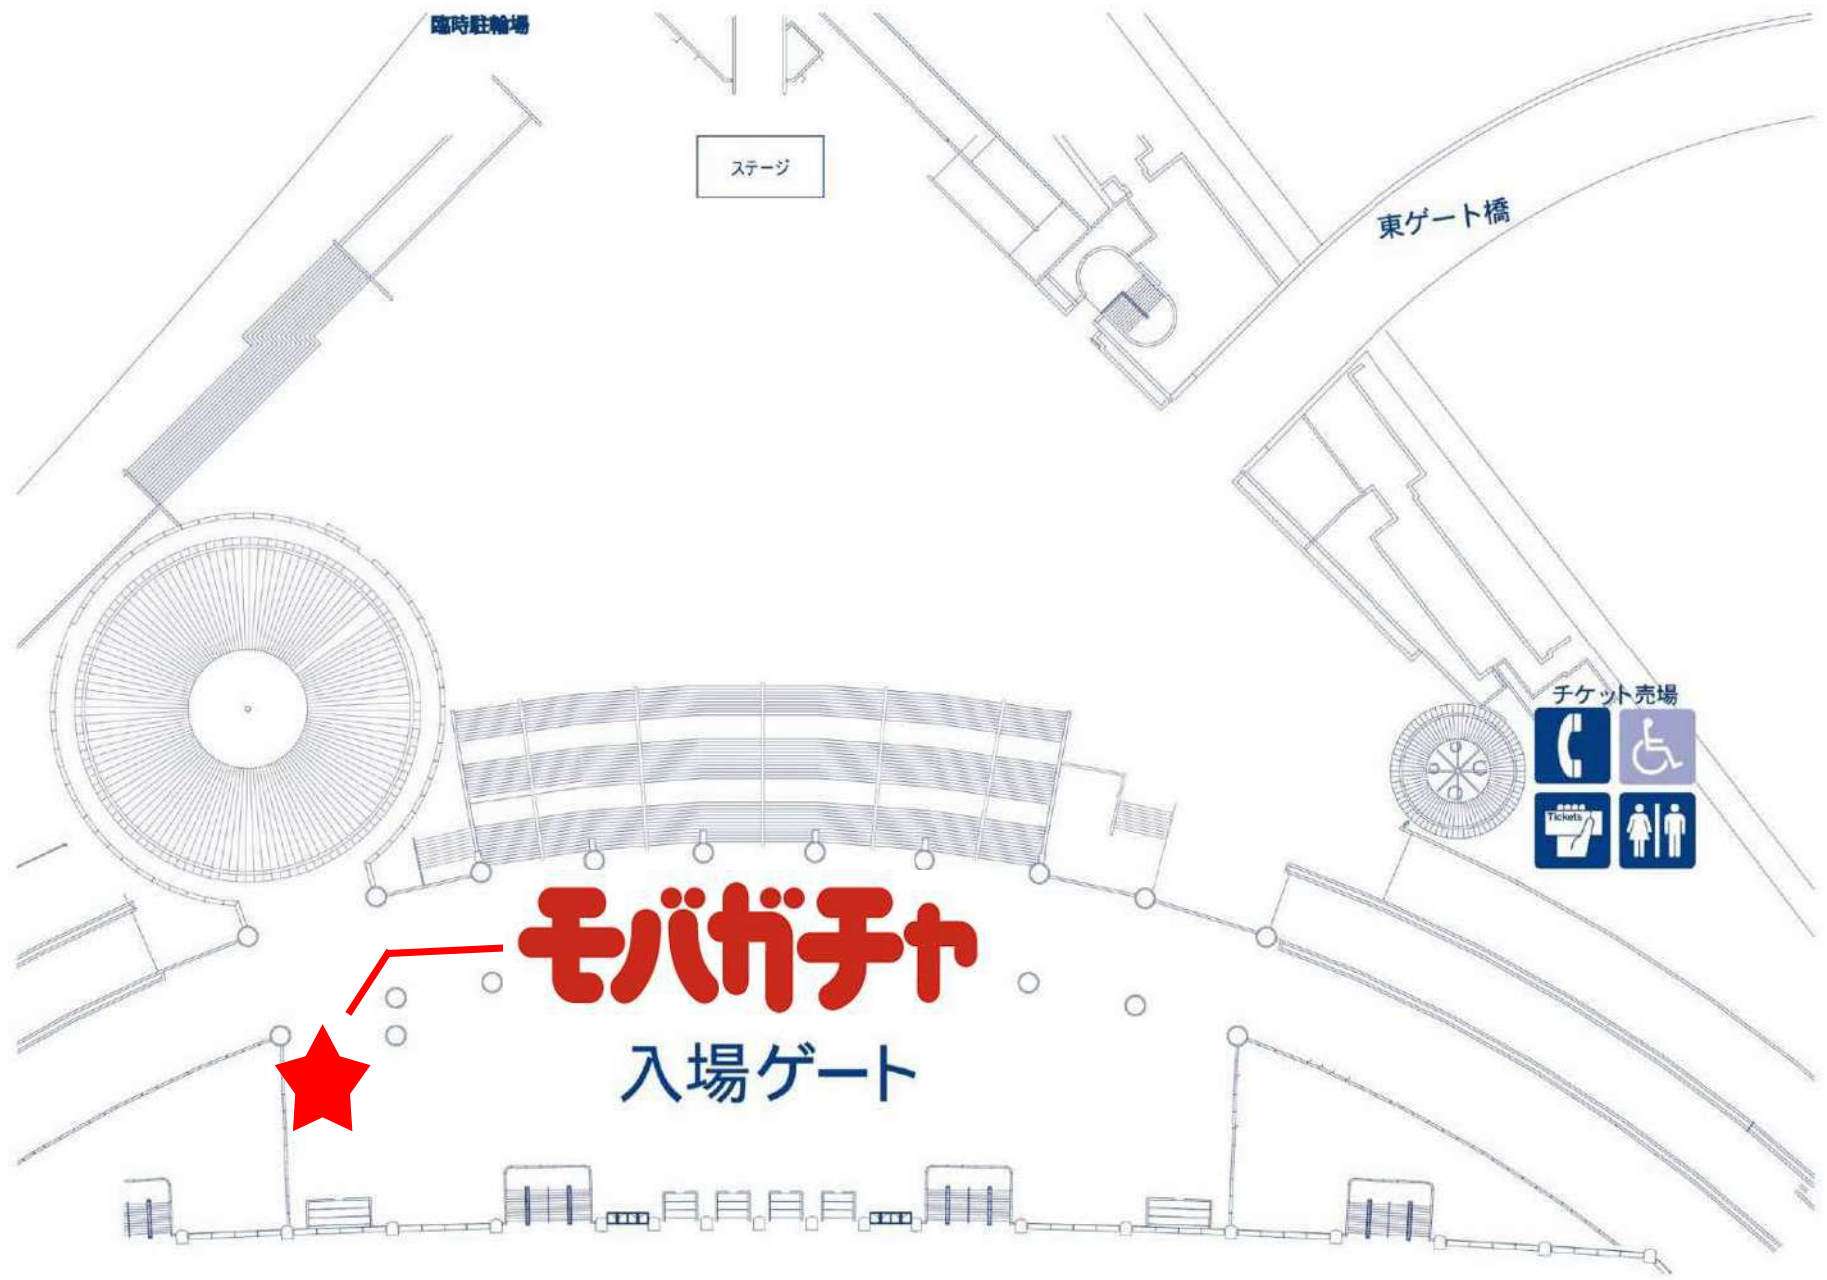 臨時駐輪場
ステージ
東ゲート橋
チケット売場
Tickets
モバガチャ
入場ゲート